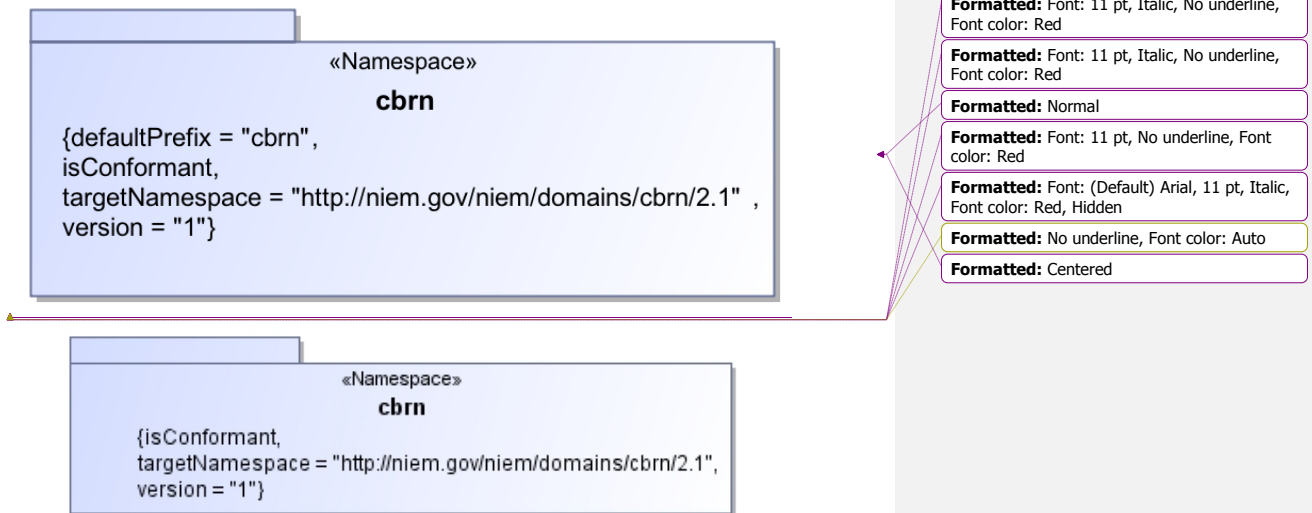 «Namespace»
cbrn
{defaultPrefix = "cbrn",
isConformant,
targetNamespace = "http://niem.gov/niem/domains/cbrn/2.1" ,
version = "1"}
«Namespace»
cbrn
{isConformant,
targetNamespace = "http://niem.gov/niem/domains/cbrn/2.1",
version = "1"}
Formatted: Font: 11 pt, Italic, No underline,
Font color: Red
Formatted: Font: 11 pt, Italic, No underline,
Font color: Red
Formatted: Normal
Formatted: Font: 11 pt, No underline, Font
color: Red
Formatted: Font: (Default) Arial, 11 pt, Italic,
Font color: Red, Hidden
Formatted: No underline, Font color: Auto
Formatted: Centered